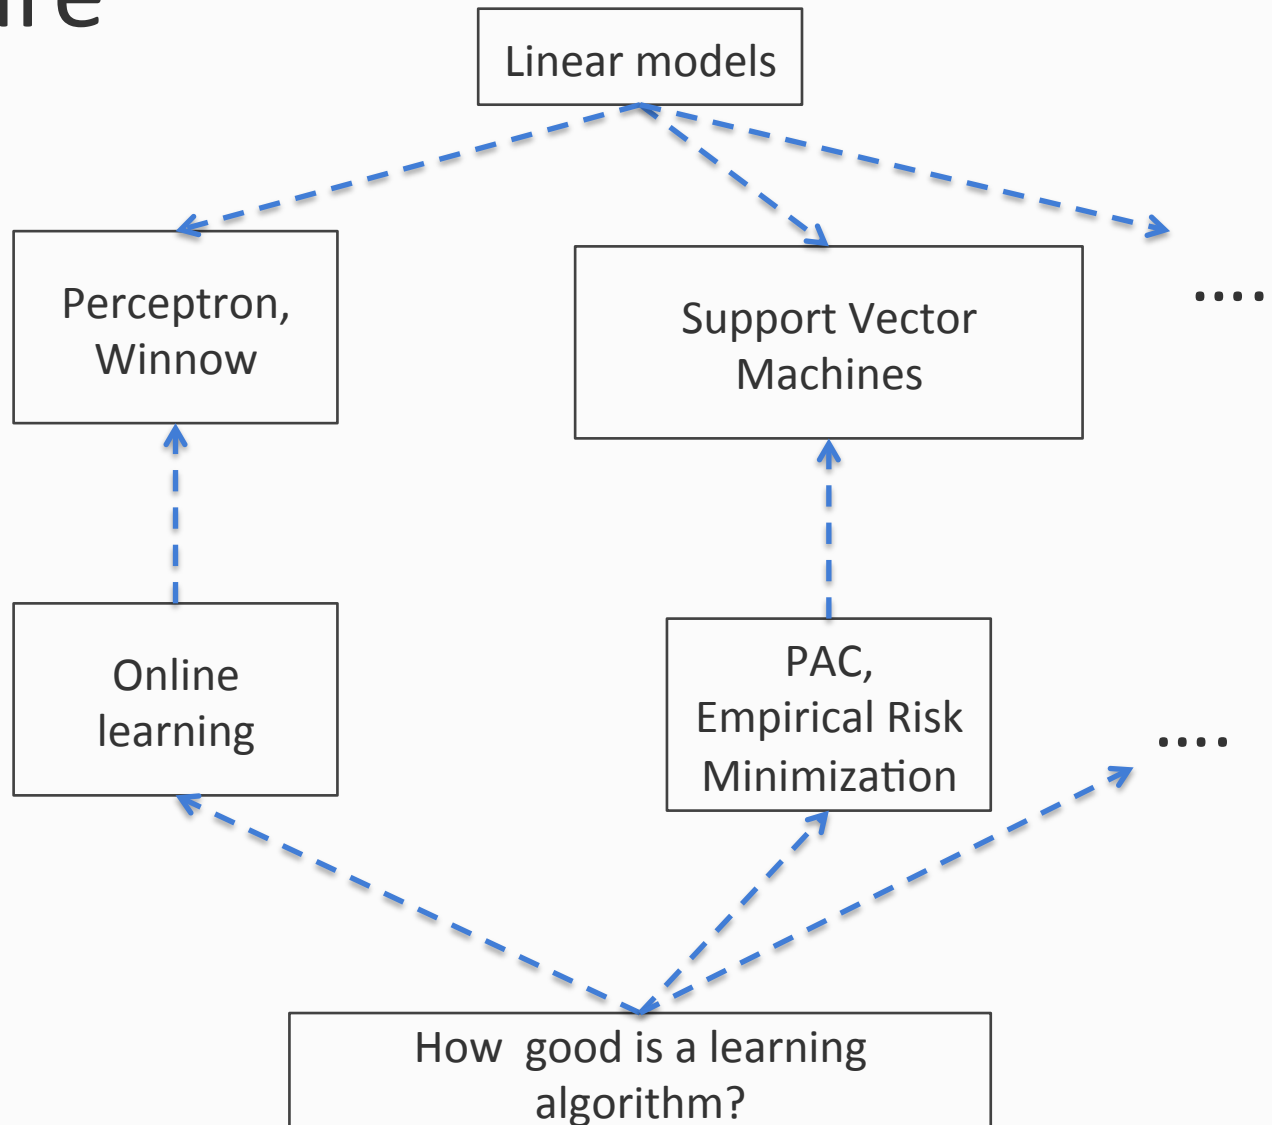 Linear models
Perceptron,
Winnow
Support Vector
Machines
....
Online
learning
PAC,
Empirical Risk
Minimization
....
How good is a learning
algorithm?